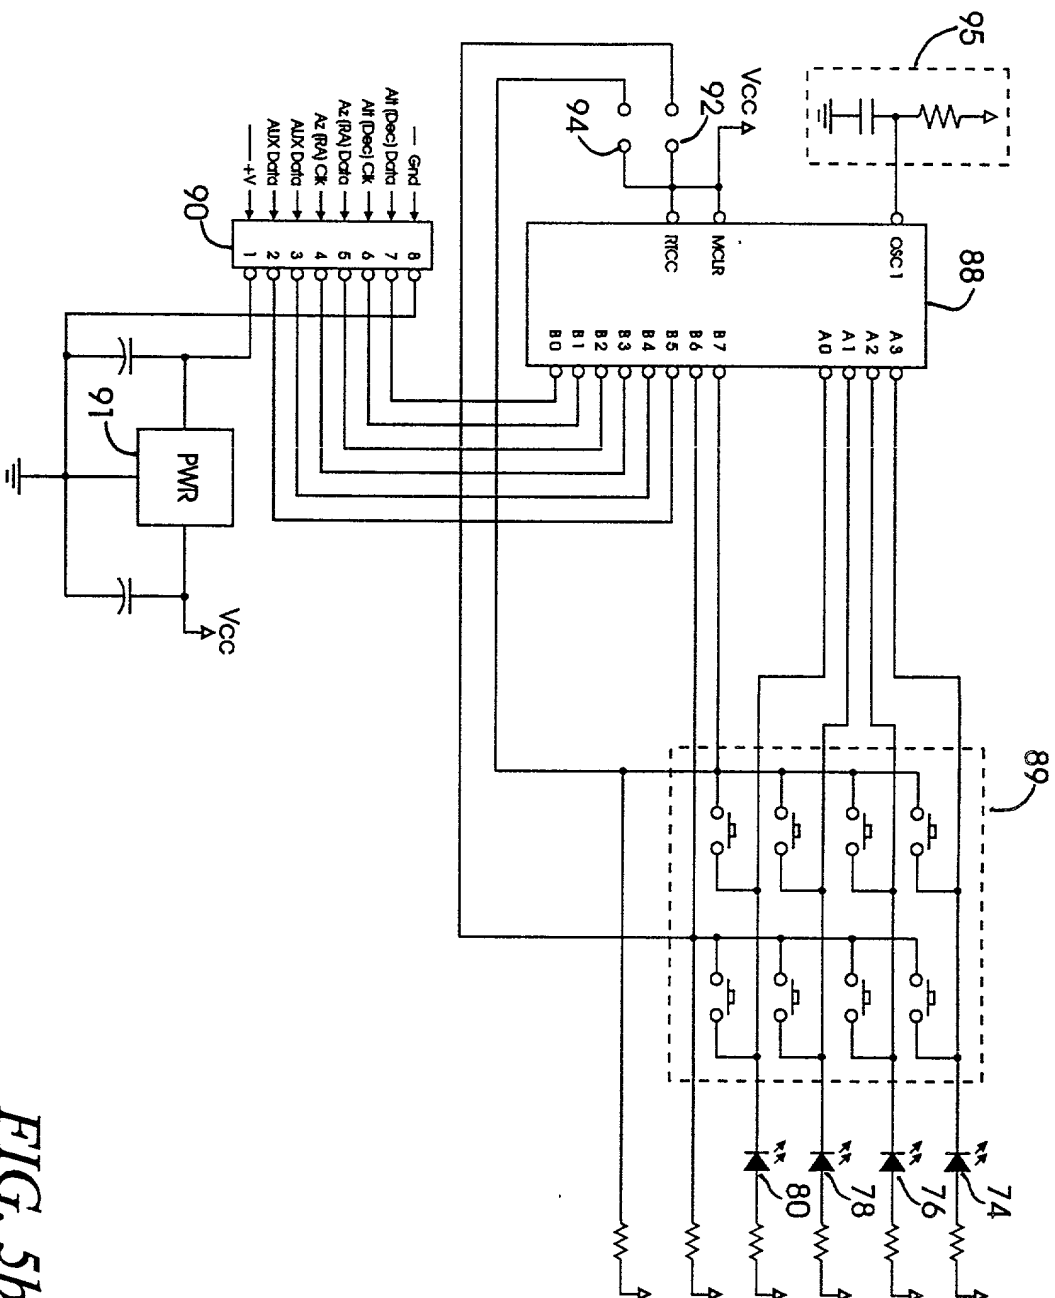 95
Vcc
92
94
OSC 1
MCLR
RTCC
88
A3
A2
A1
A0
B7
B6
B5
B4
B3
B2
B1
B0
Gnd
Alt (Dec) Data
Alt (Dec) Clk
Az (RA) Data
Az (RA) Clk
AUX Data
AUX Data
+V
8
7
6
5
4
3
2
1
90
91
PWR
Vcc
89
74
76
78
80
FIG. 5b